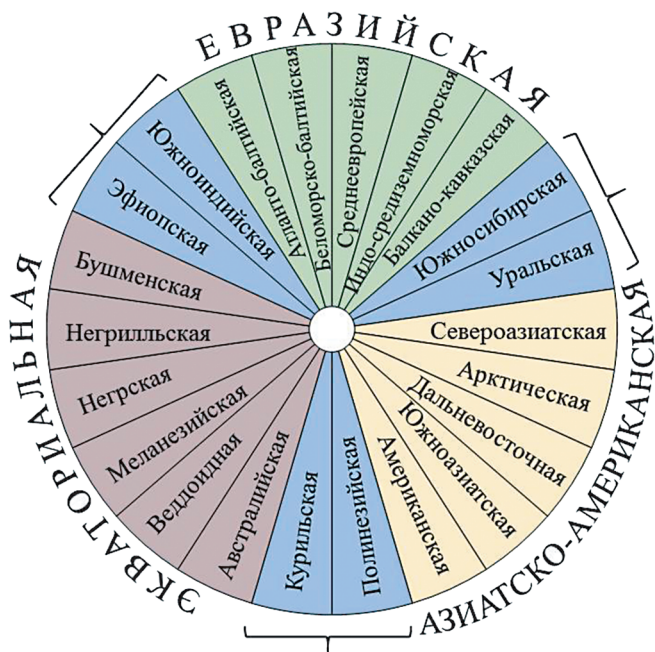 ЕВРАЗИЙСКАЯ
Атланто-балтийская
Беломорско-балтийская
Среднеевропейская
Индо-средиземноморская
Балкано-кавказская
Южносибирская
Уральская
АЗИАТСКО-АМЕРИКАНСКАЯ
Североазиатская
Арктическая
Дальневосточная
Южноазиатская
Американская
Полинезийская
Курильская
ЭКВАТОРИАЛЬНАЯ
Австралийская
Веддоидная
Меланезийская
Негрская
Негрилльская
Бушменская
Эфиопская
Южноиндийская